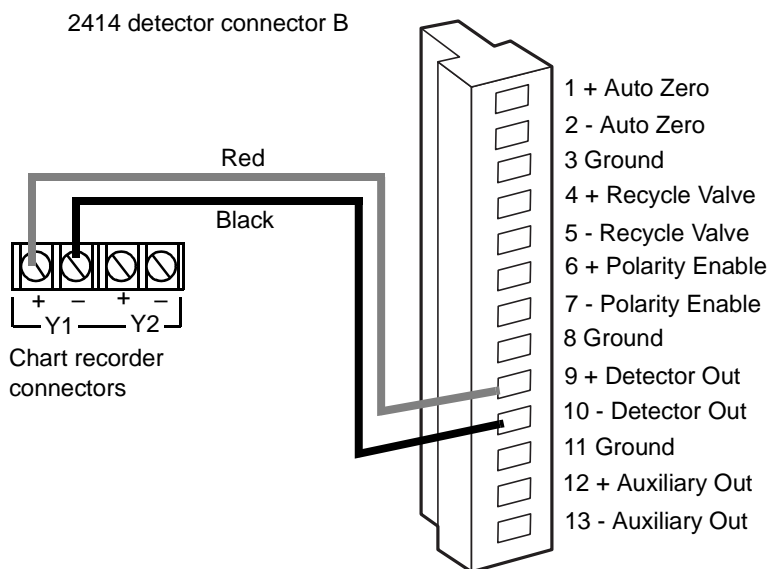 2414 detector connector B
1 + Auto Zero
2 - Auto Zero
3 Ground
4 + Recycle Valve
5 - Recycle Valve
6 + Polarity Enable
7 - Polarity Enable
8 Ground
9 + Detector Out
10 - Detector Out
11 Ground
12 + Auxiliary Out
13 - Auxiliary Out
Red
Black
+ – + –
Y1 Y2
Chart recorder
connectors